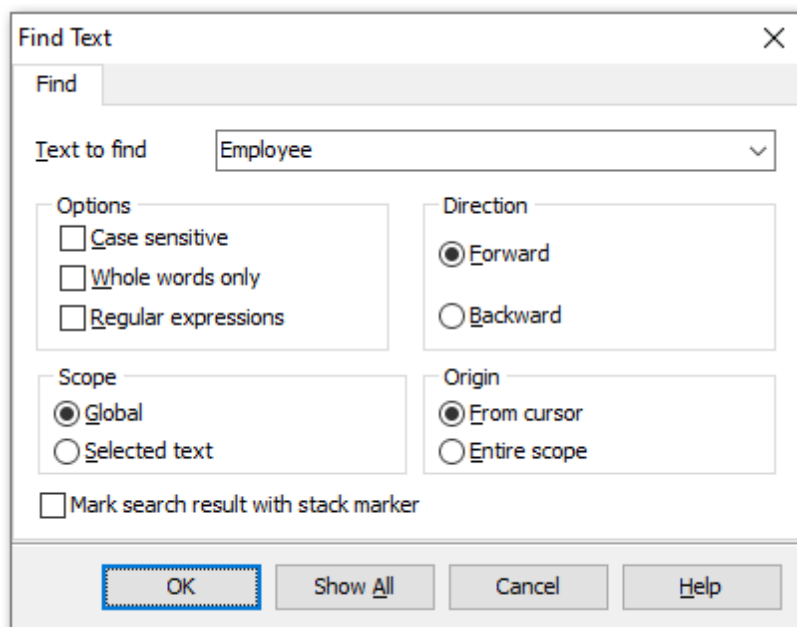 Find Text
Find
Text to find Employee
Options
Case sensitive
Whole words only
Regular expressions
Direction
Forward
Backward
Scope
Global
Selected text
Origin
From cursor
Entire scope
Mark search result with stack marker
OK Show All Cancel Help